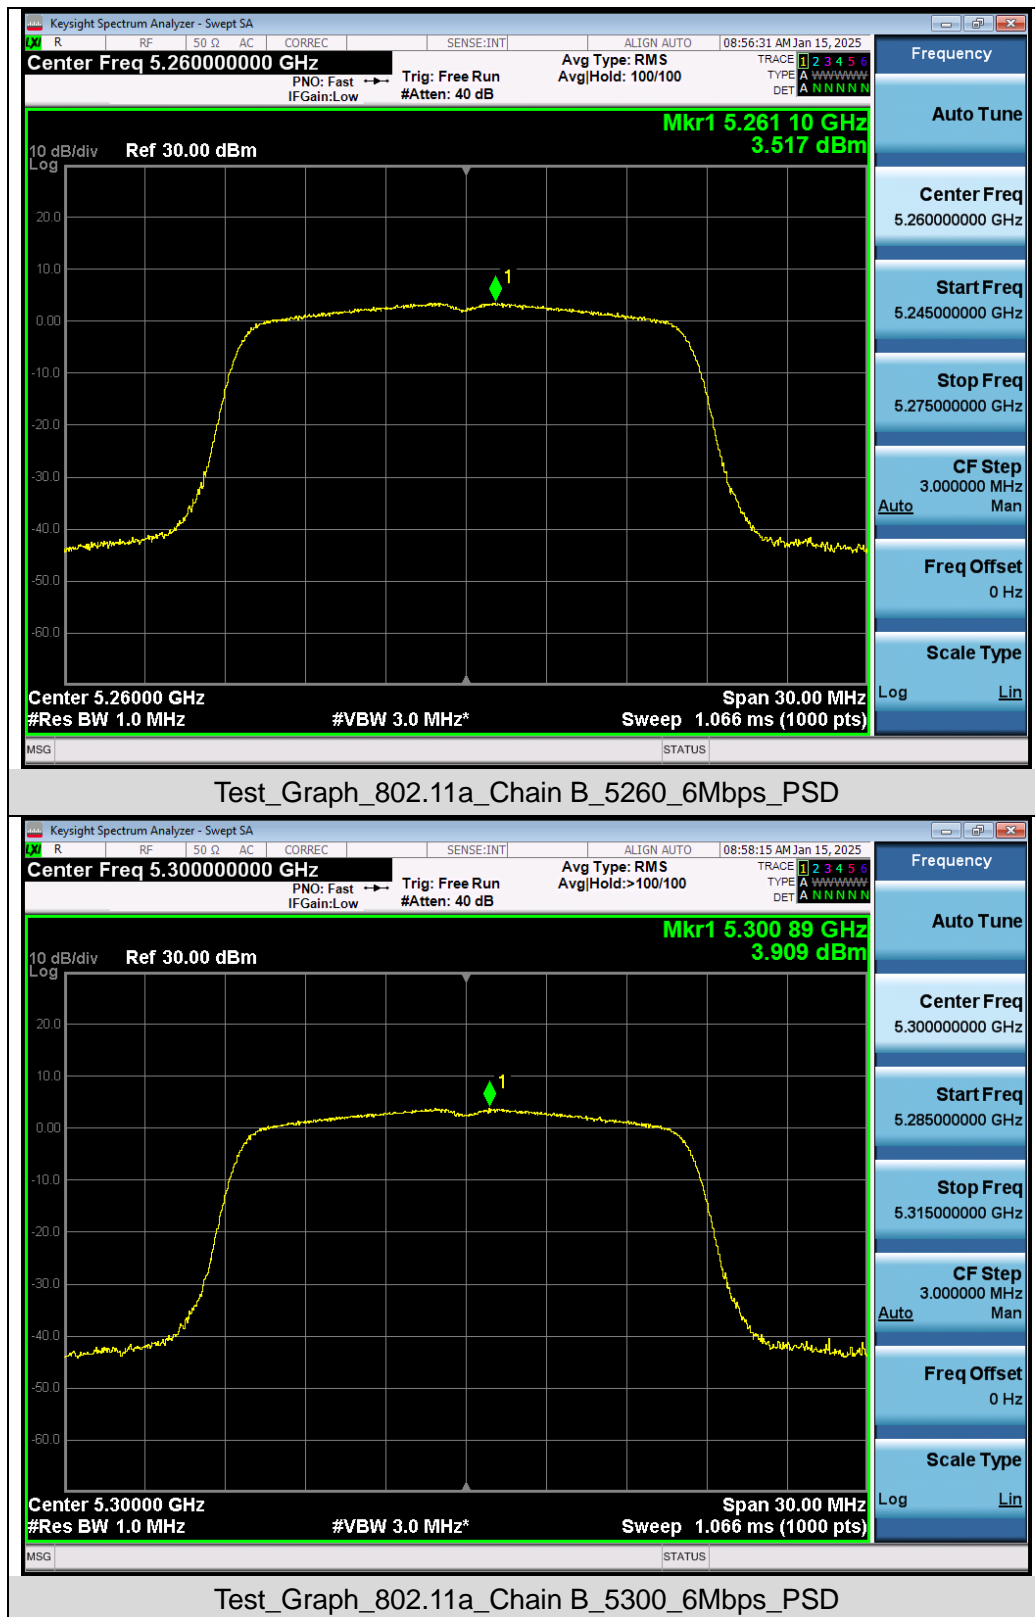 Keysight Spectrum Analyzer - Swept SA
LXI R RF 50 Ω AC CORREC SENSE:INT ALIGN AUTO 08:56:31 AM Jan 15, 2025
Center Freq 5.260000000 GHz
PNO: Fast
IFGain:Low
Trig: Free Run
#Atten: 40 dB
Avg Type: RMS
Avg|Hold: 100/100
TRACE 1 2 3 4 5 6
TYPE A WWWWW
DET A N N N N N
Mkr1 5.261 10 GHz
3.517 dBm
10 dB/div Ref 30.00 dBm
Log
20.0
10.0
1
0.00
-10.0
-20.0
-30.0
-40.0
-50.0
-60.0
Center 5.26000 GHz Span 30.00 MHz
#Res BW 1.0 MHz #VBW 3.0 MHz* Sweep 1.066 ms (1000 pts)
MSG STATUS
Frequency
Auto Tune
Center Freq
5.260000000 GHz
Start Freq
5.245000000 GHz
Stop Freq
5.275000000 GHz
CF Step
3.000000 MHz
Auto Man
Freq Offset
0 Hz
Scale Type
Log Lin
Test_Graph_802.11a_Chain B_5260_6Mbps_PSD
Keysight Spectrum Analyzer - Swept SA
LXI R RF 50 Ω AC CORREC SENSE:INT ALIGN AUTO 08:58:15 AM Jan 15, 2025
Center Freq 5.300000000 GHz
PNO: Fast
IFGain:Low
Trig: Free Run
#Atten: 40 dB
Avg Type: RMS
Avg|Hold:>100/100
TRACE 1 2 3 4 5 6
TYPE A WWWWW
DET A N N N N N
Mkr1 5.300 89 GHz
3.909 dBm
10 dB/div Ref 30.00 dBm
Log
20.0
10.0
1
0.00
-10.0
-20.0
-30.0
-40.0
-50.0
-60.0
Center 5.30000 GHz Span 30.00 MHz
#Res BW 1.0 MHz #VBW 3.0 MHz* Sweep 1.066 ms (1000 pts)
MSG STATUS
Frequency
Auto Tune
Center Freq
5.300000000 GHz
Start Freq
5.285000000 GHz
Stop Freq
5.315000000 GHz
CF Step
3.000000 MHz
Auto Man
Freq Offset
0 Hz
Scale Type
Log Lin
Test_Graph_802.11a_Chain B_5300_6Mbps_PSD